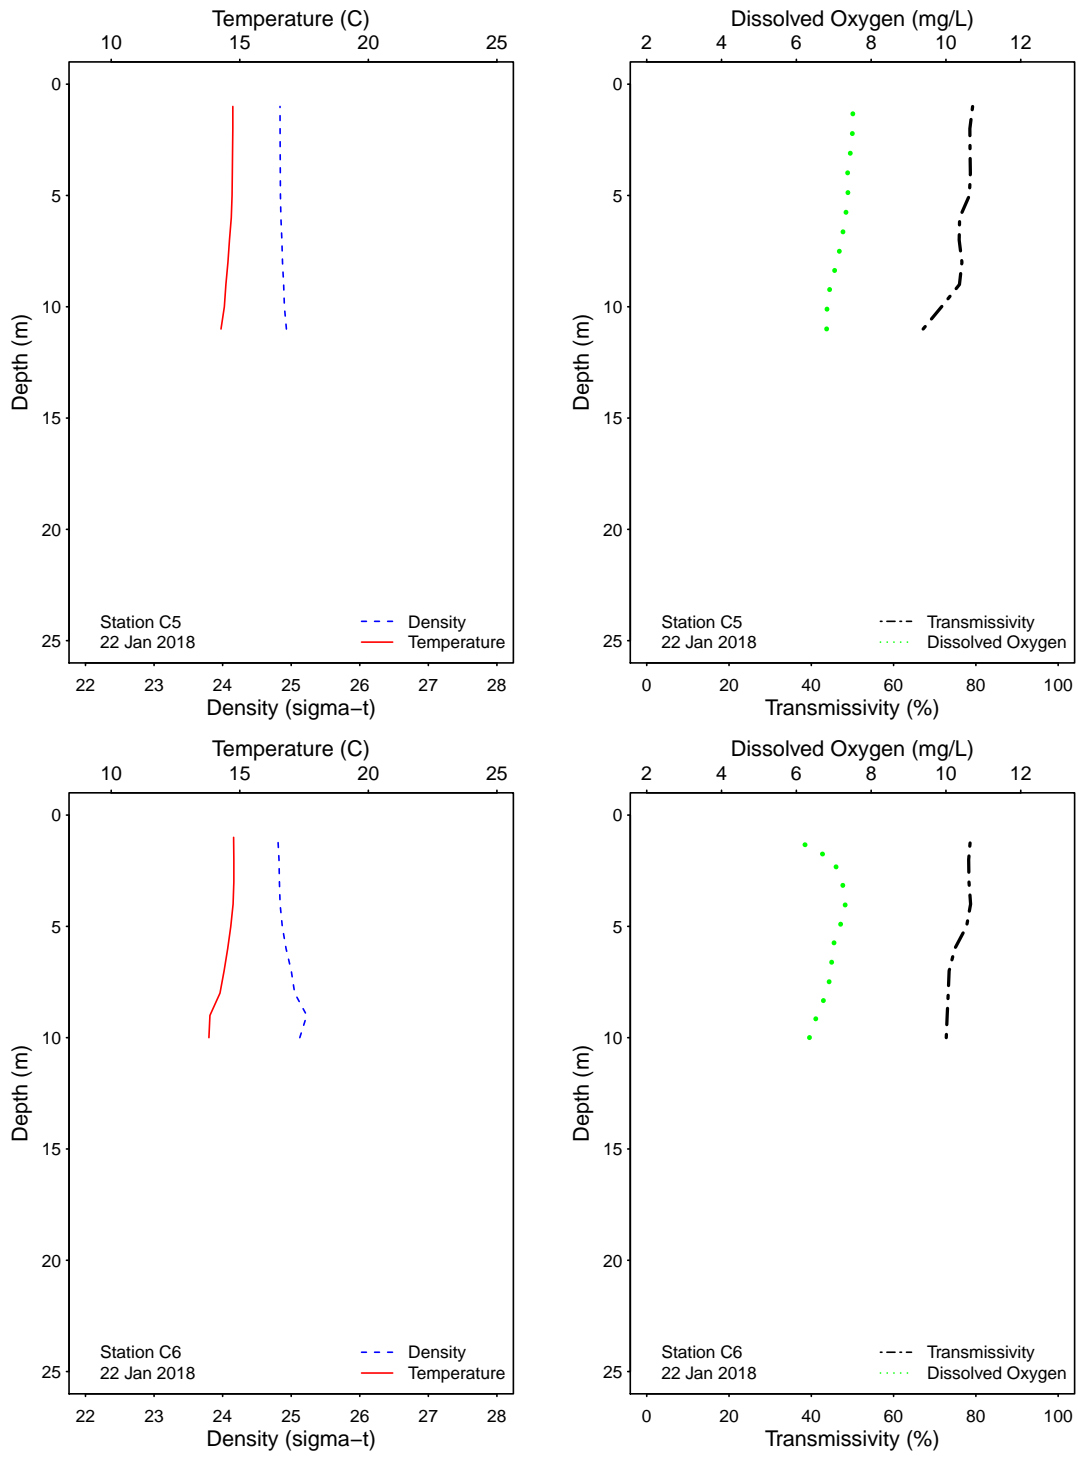 Temperature (C)
10 15 20 25
0
5
10
15
20
25
Depth (m)
Station C5
22 Jan 2018
Density
Temperature
22 23 24 25 26 27 28
Density (sigma−t)
Dissolved Oxygen (mg/L)
2 4 6 8 10 12
0
5
10
15
20
25
Depth (m)
Station C5
22 Jan 2018
Transmissivity
Dissolved Oxygen
0 20 40 60 80 100
Transmissivity (%)
Temperature (C)
10 15 20 25
0
5
10
15
20
25
Depth (m)
Station C6
22 Jan 2018
Density
Temperature
22 23 24 25 26 27 28
Density (sigma−t)
Dissolved Oxygen (mg/L)
2 4 6 8 10 12
0
5
10
15
20
25
Depth (m)
Station C6
22 Jan 2018
Transmissivity
Dissolved Oxygen
0 20 40 60 80 100
Transmissivity (%)